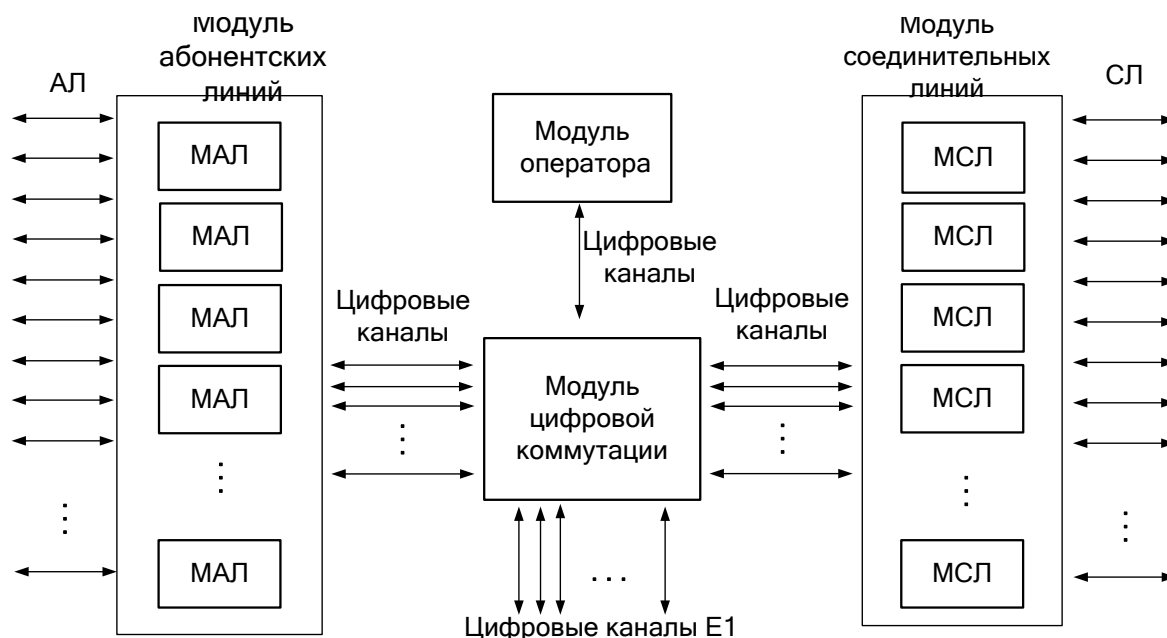 Модуль
абонентских
линий
АЛ
МАЛ
МАЛ
МАЛ
МАЛ
МАЛ
Модуль
оператора
Цифровые
каналы
Цифровые
каналы
Модуль
цифровой
коммутации
Цифровые
каналы
Цифровые каналы Е1
Модуль
соединительных
линий
СЛ
МСЛ
МСЛ
МСЛ
МСЛ
МСЛ